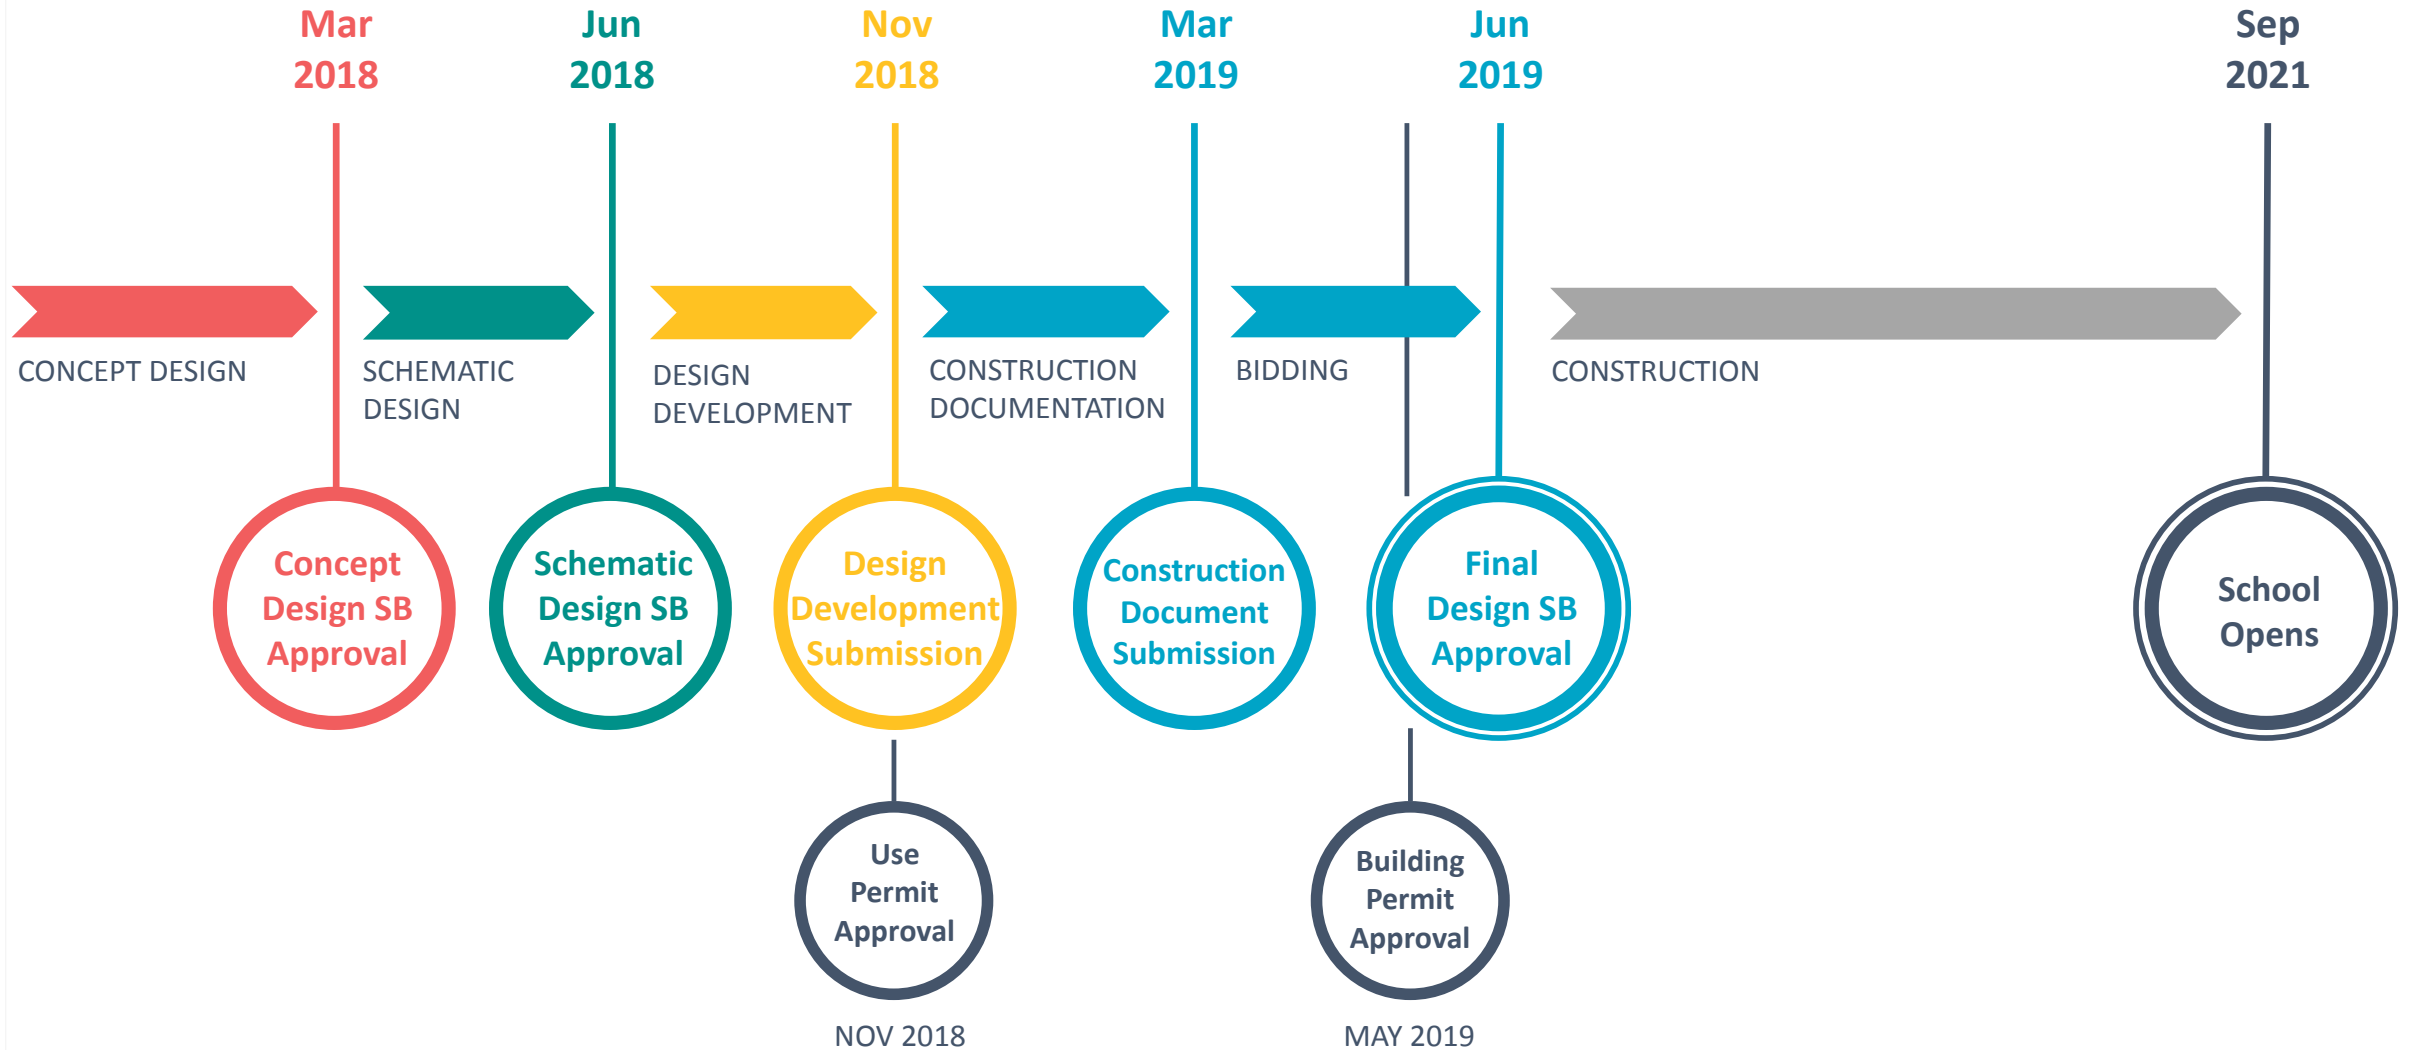 Mar
2018
Jun
2018
Nov
2018
Mar
2019
Jun
2019
Sep
2021
CONCEPT DESIGN
SCHEMATIC
DESIGN
DESIGN
DEVELOPMENT
CONSTRUCTION
DOCUMENTATION
BIDDING
CONSTRUCTION
Concept
Design SB
Approval
Schematic
Design SB
Approval
Design
Development
Submission
Construction
Document
Submission
Final
Design SB
Approval
School
Opens
Use
Permit
Approval
Building
Permit
Approval
NOV 2018
MAY 2019